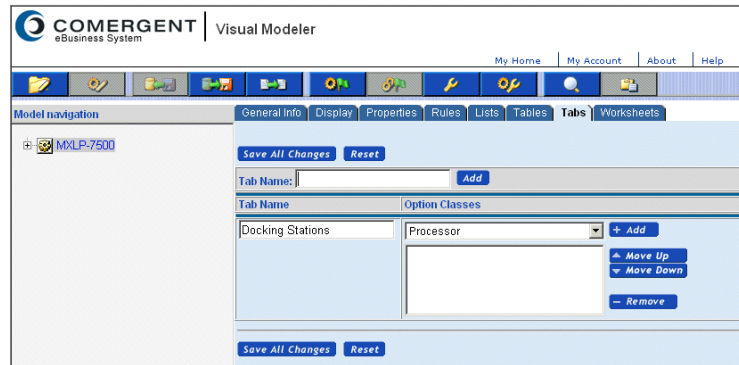 COMERGENT Visual Modeler
eBusiness System
My Home My Account About Help
Model navigation General Info Display Properties Rules Lists Tables Tabs Worksheets
MXLP-7500
Save All Changes Reset
Tab Name: Add
Tab Name Option Classes
Docking Stations Processor + Add
Move Up
Move Down
− Remove
Save All Changes Reset